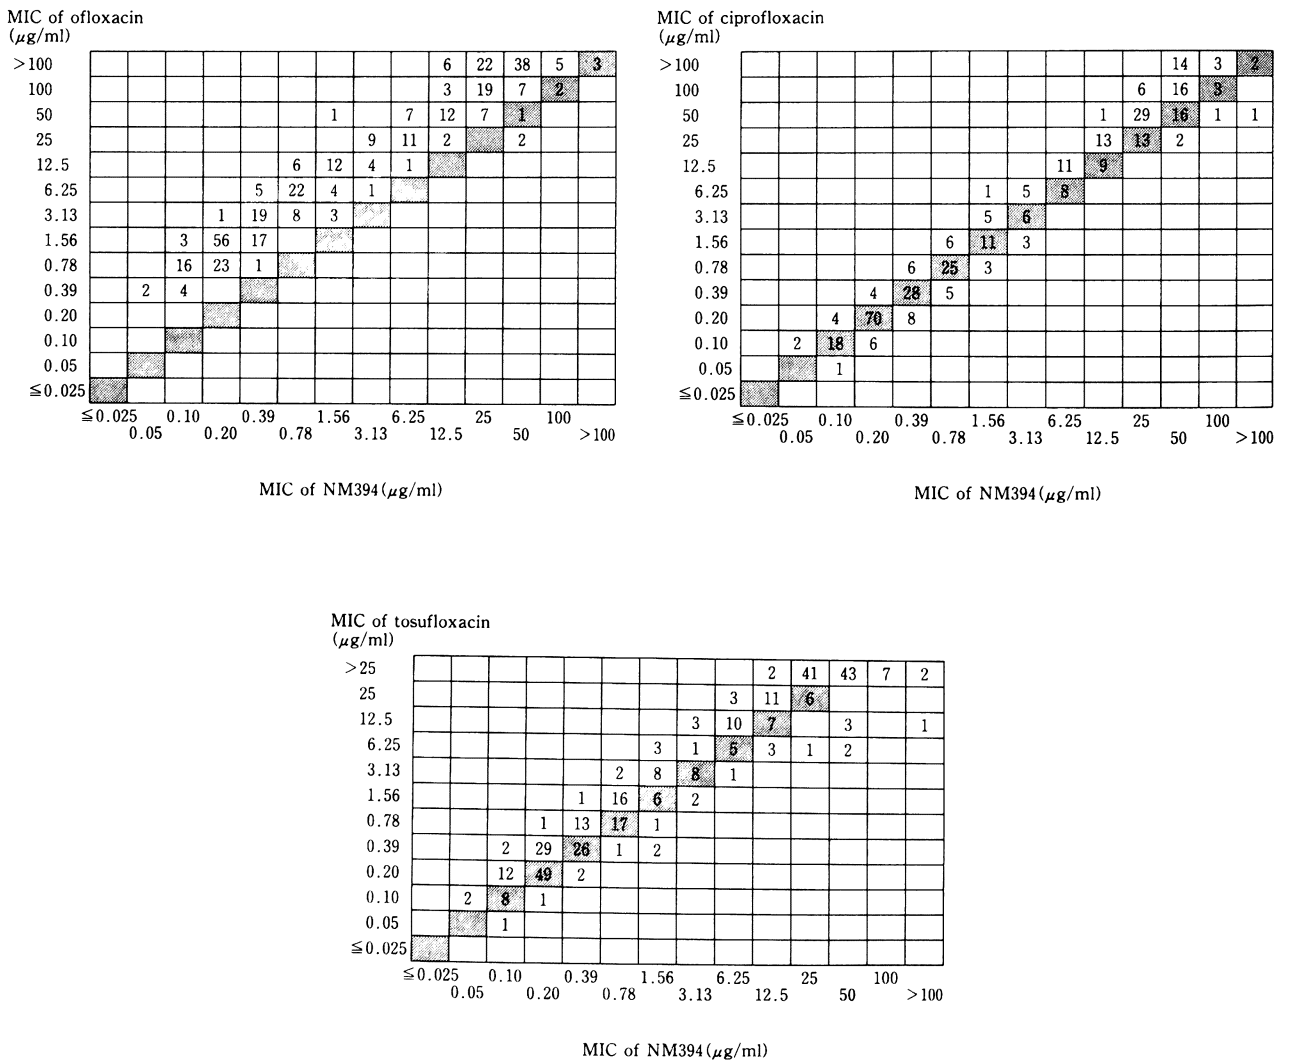 MIC of ofloxacin
(μg/ml)
>100 6 22 38 5 3
100 3 19 7 2
50 1 7 12 7 1
25 9 11 2 2
12.5 6 12 4 1
6.25 5 22 4 1
3.13 1 19 8 3
1.56 3 56 17
0.78 16 23 1
0.39 2 4
0.20
0.10
0.05
≦0.025
≦0.025 0.10 0.39 1.56 6.25 25 100
0.05 0.20 0.78 3.13 12.5 50 >100
MIC of NM394(μg/ml)
MIC of ciprofloxacin
(μg/ml)
>100 14 3 2
100 6 16 3
50 1 29 16 1 1
25 13 13 2
12.5 11 9
6.25 1 5 8
3.13 5 6
1.56 6 11 3
0.78 6 25 3
0.39 4 28 5
0.20 4 70 8
0.10 2 18 6
0.05 1
≦0.025
≦0.025 0.10 0.39 1.56 6.25 25 100
0.05 0.20 0.78 3.13 12.5 50 >100
MIC of NM394(μg/ml)
MIC of tosufloxacin
(μg/ml)
>25 2 41 43 7 2
25 3 11 6
12.5 3 10 7 3 1
6.25 3 1 5 3 1 2
3.13 2 8 8 1
1.56 1 16 6 2
0.78 1 13 17 1
0.39 2 29 26 1 2
0.20 12 49 2
0.10 2 8 1
0.05 1
≦0.025
≦0.025 0.10 0.39 1.56 6.25 25 100
0.05 0.20 0.78 3.13 12.5 50 >100
MIC of NM394(μg/ml)